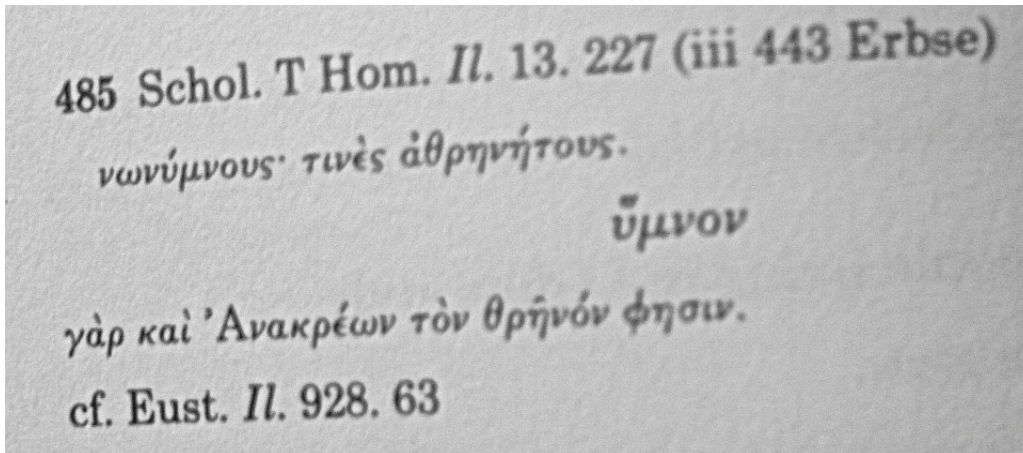 485 Schol. T Hom. Il. 13. 227 (iii 443 Erbse)
νωνύμνους· τινὲς ἀθρηνήτους.
ὕμνον
γὰρ καὶ Ἀνακρέων τὸν θρῆνόν φησιν.
cf. Eust. Il. 928. 63